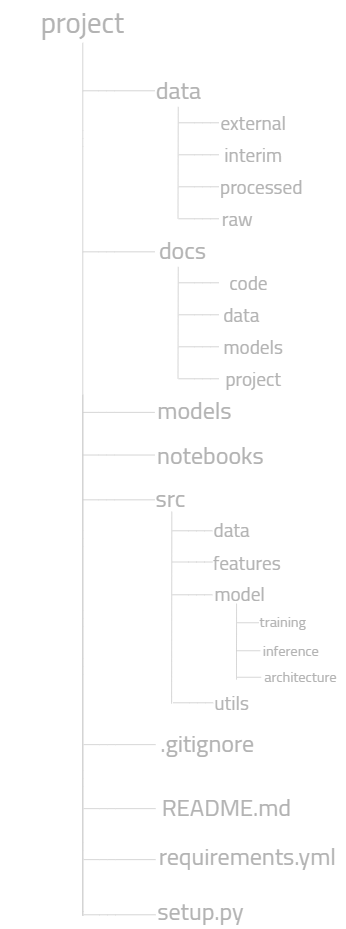 project
data
external
interim
processed
raw
docs
code
data
models
project
models
notebooks
src
data
features
model
training
inference
architecture
utils
.gitignore
README.md
requirements.yml
setup.py